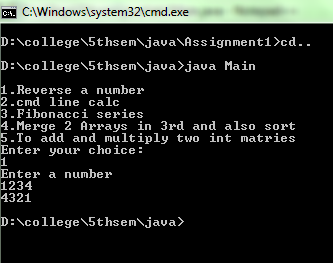 C:\Windows\system32\cmd.exe
D:\college\5thsem\java\Assignment1>cd..
D:\college\5thsem\java>java Main
1.Reverse a number
2.cmd line calc
3.Fibonacci series
4.Merge 2 Arrays in 3rd and also sort
5.To add and multiply two int matries
Enter your choice:
1
Enter a number
1234
4321
D:\college\5thsem\java>